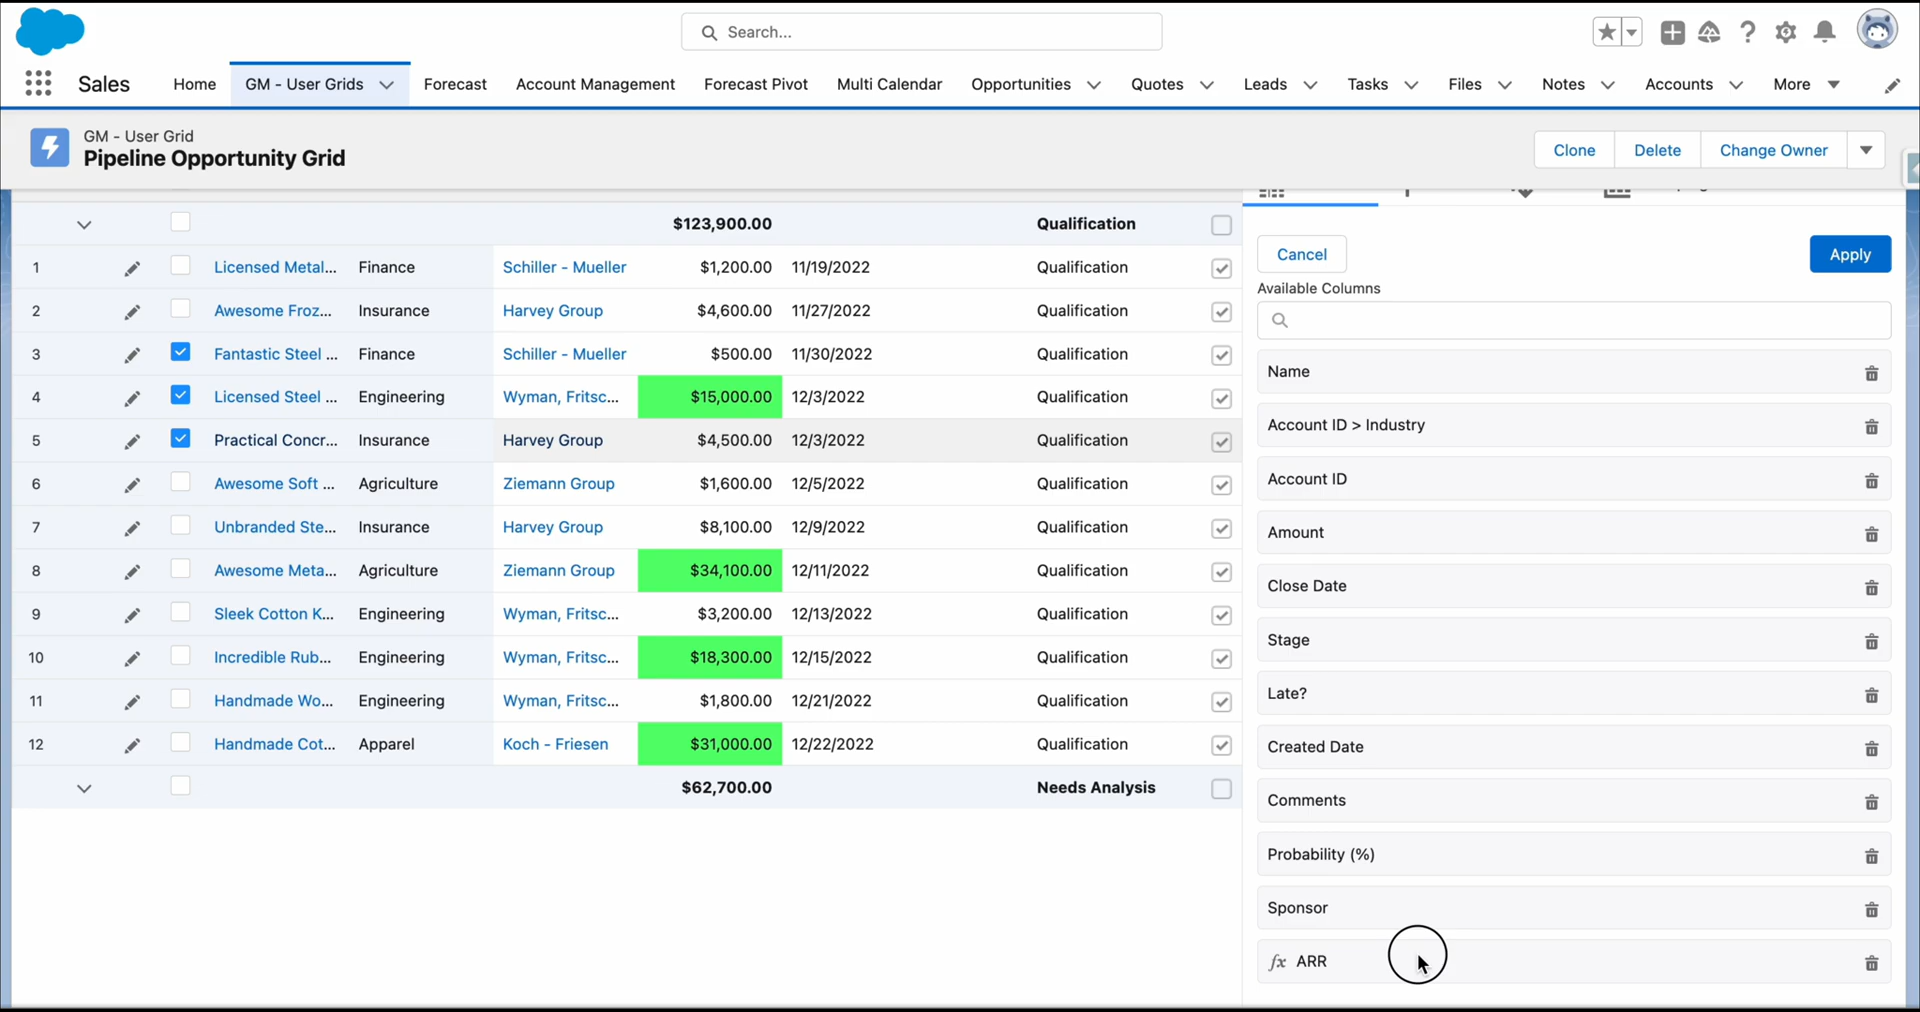 Search...
Sales
Home
GM - User Grids
Forecast
Account Management
Forecast Pivot
Multi Calendar
Opportunities
Quotes
Leads
Tasks
Files
Notes
Accounts
More
GM - User Grid
Pipeline Opportunity Grid
Clone
Delete
Change Owner
$123,900.00 Qualification
1 Licensed Metal... Finance Schiller - Mueller $1,200.00 11/19/2022 Qualification
2 Awesome Froz... Insurance Harvey Group $4,600.00 11/27/2022 Qualification
3 Fantastic Steel ... Finance Schiller - Mueller $500.00 11/30/2022 Qualification
4 Licensed Steel ... Engineering Wyman, Fritsc... $15,000.00 12/3/2022 Qualification
5 Practical Concr... Insurance Harvey Group $4,500.00 12/3/2022 Qualification
6 Awesome Soft ... Agriculture Ziemann Group $1,600.00 12/5/2022 Qualification
7 Unbranded Ste... Insurance Harvey Group $8,100.00 12/9/2022 Qualification
8 Awesome Meta... Agriculture Ziemann Group $34,100.00 12/11/2022 Qualification
9 Sleek Cotton K... Engineering Wyman, Fritsc... $3,200.00 12/13/2022 Qualification
10 Incredible Rub... Engineering Wyman, Fritsc... $18,300.00 12/15/2022 Qualification
11 Handmade Wo... Engineering Wyman, Fritsc... $1,800.00 12/21/2022 Qualification
12 Handmade Cot... Apparel Koch - Friesen $31,000.00 12/22/2022 Qualification
$62,700.00 Needs Analysis
Cancel
Apply
Available Columns
Name
Account ID > Industry
Account ID
Amount
Close Date
Stage
Late?
Created Date
Comments
Probability (%)
Sponsor
fx ARR